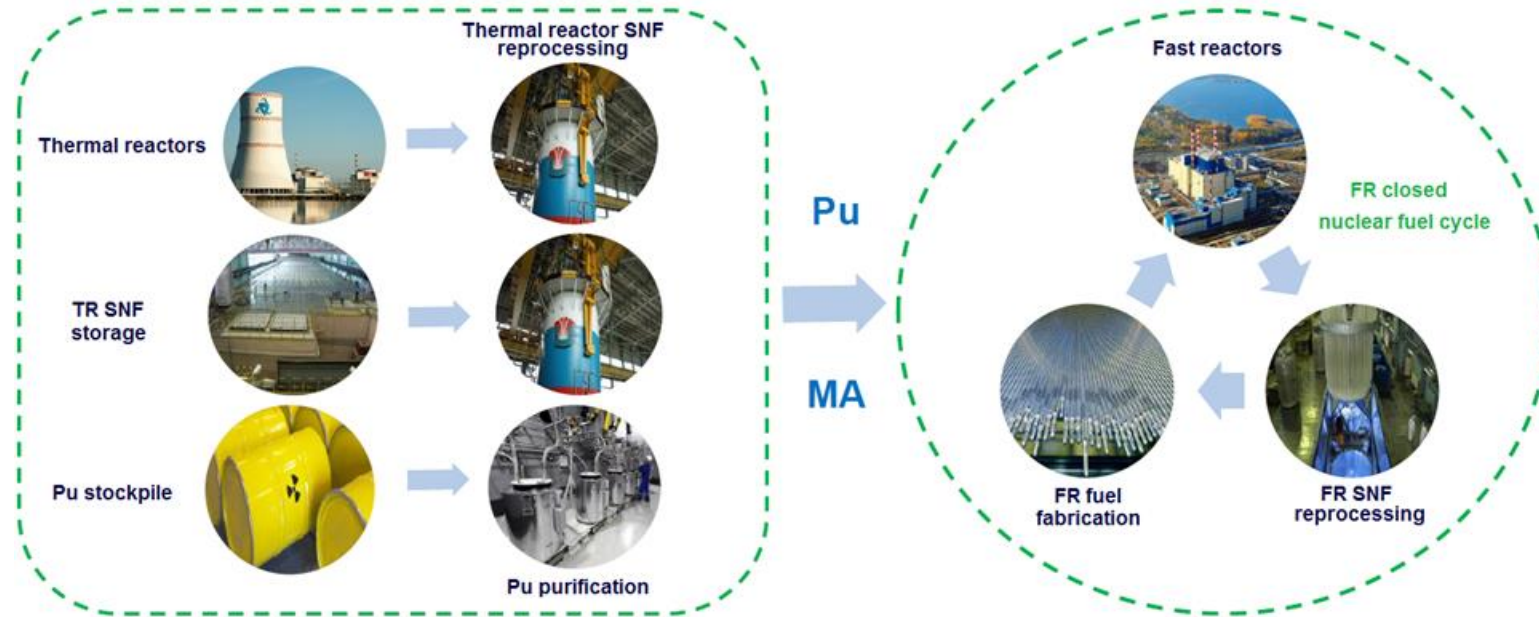 Thermal reactor SNF
reprocessing
Thermal reactors
TR SNF
storage
Pu stockpile
Pu purification
Pu
MA
Fast reactors
FR closed
nuclear fuel cycle
FR fuel
fabrication
FR SNF
reprocessing